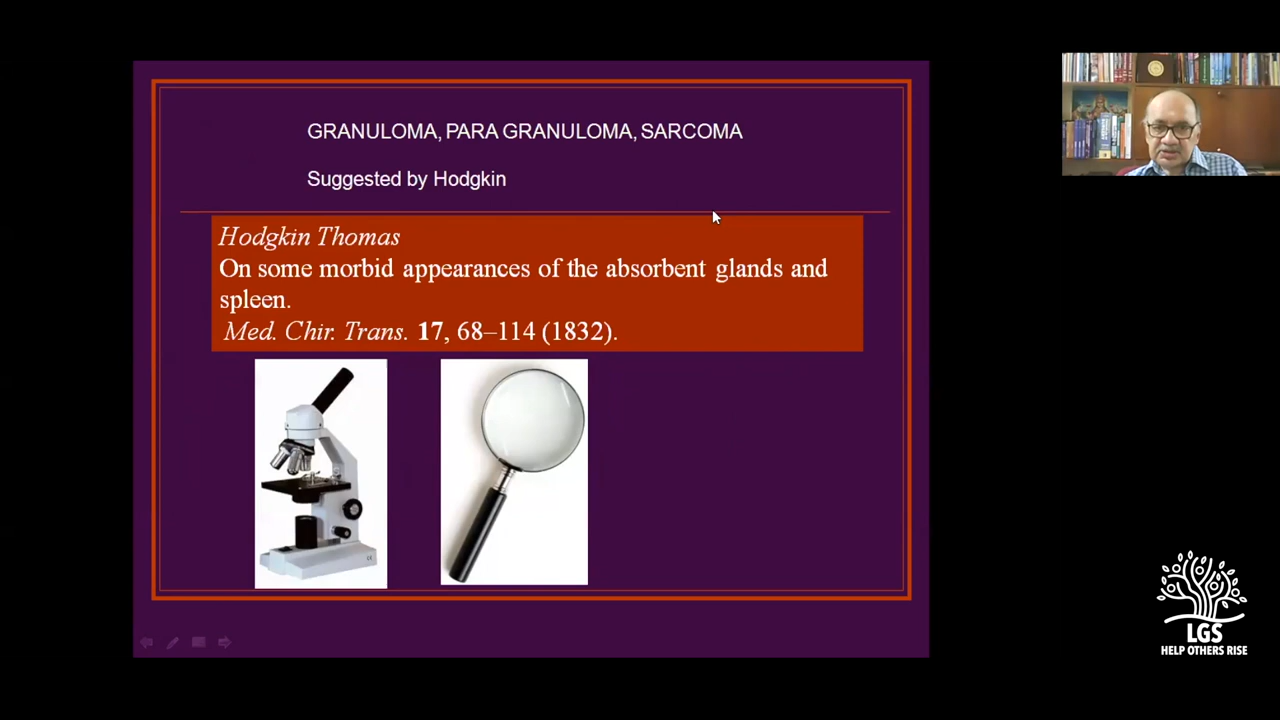 GRANULOMA, PARA GRANULOMA, SARCOMA
Suggested by Hodgkin
Hodgkin Thomas
On some morbid appearances of the absorbent glands and
spleen.
Med. Chir. Trans. 17, 68–114 (1832).
LGS
HELP OTHERS RISE